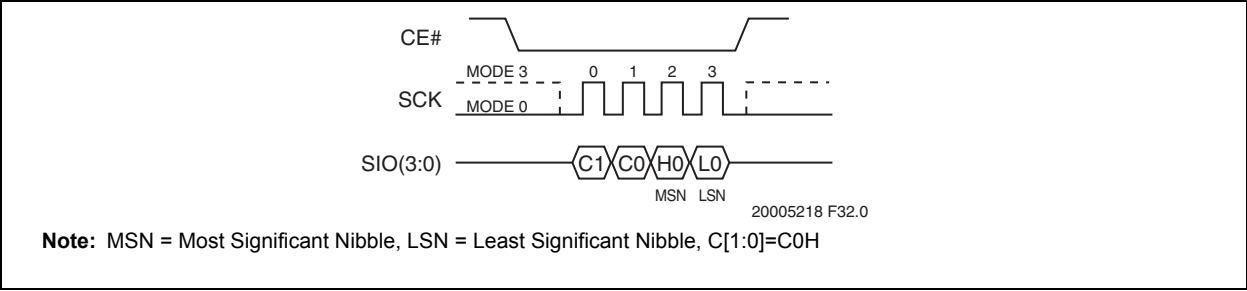 CE#
MODE 3 0 1 2 3
SCK
MODE 0
SIO(3:0) C1 C0 H0 L0
MSN LSN
20005218 F32.0
Note: MSN = Most Significant Nibble, LSN = Least Significant Nibble, C[1:0]=C0H